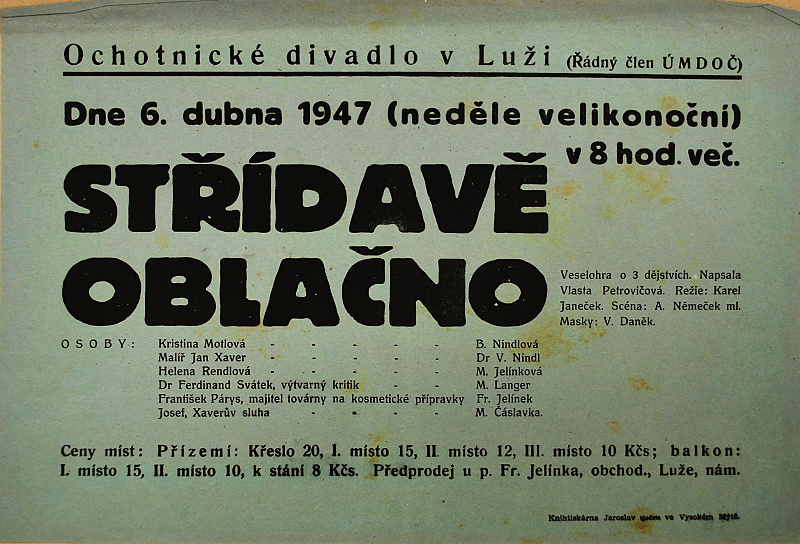 Ochotnické divadlo v Luži (Řádný člen ÚMDOČ)
Dne 6. dubna 1947 (neděle velikonoční)
v 8 hod. več.
STŘÍDAVĚ
OBLAČNO
Veselohra o 3 dějstvích. Napsala
Vlasta Petrovičová. Režie: Karel
Janeček. Scéna: A. Němeček ml.
Masky: V. Daněk.
OSOBY: Kristina Motlová - - - - - B. Nindlová
Malíř Jan Xaver - - - - - Dr V. Nindl
Helena Rendlová - - - - - M. Jelínková
Dr Ferdinand Svátek, výtvarný kritik - - M. Langer
František Párys, majitel továrny na kosmetické přípravky Fr. Jelínek
Josef, Xaverův sluha - - - - M. Čáslavka.
Ceny míst: Přízemí: Křeslo 20, I. místo 15, II. místo 12, III. místo 10 Kčs; balkon:
I. místo 15, II. místo 10, k stání 8 Kčs. Předprodej u p. Fr. Jelínka, obchod., Luže, nám.
Knihtiskárna Jaroslav ve Vysokém Mýtě.